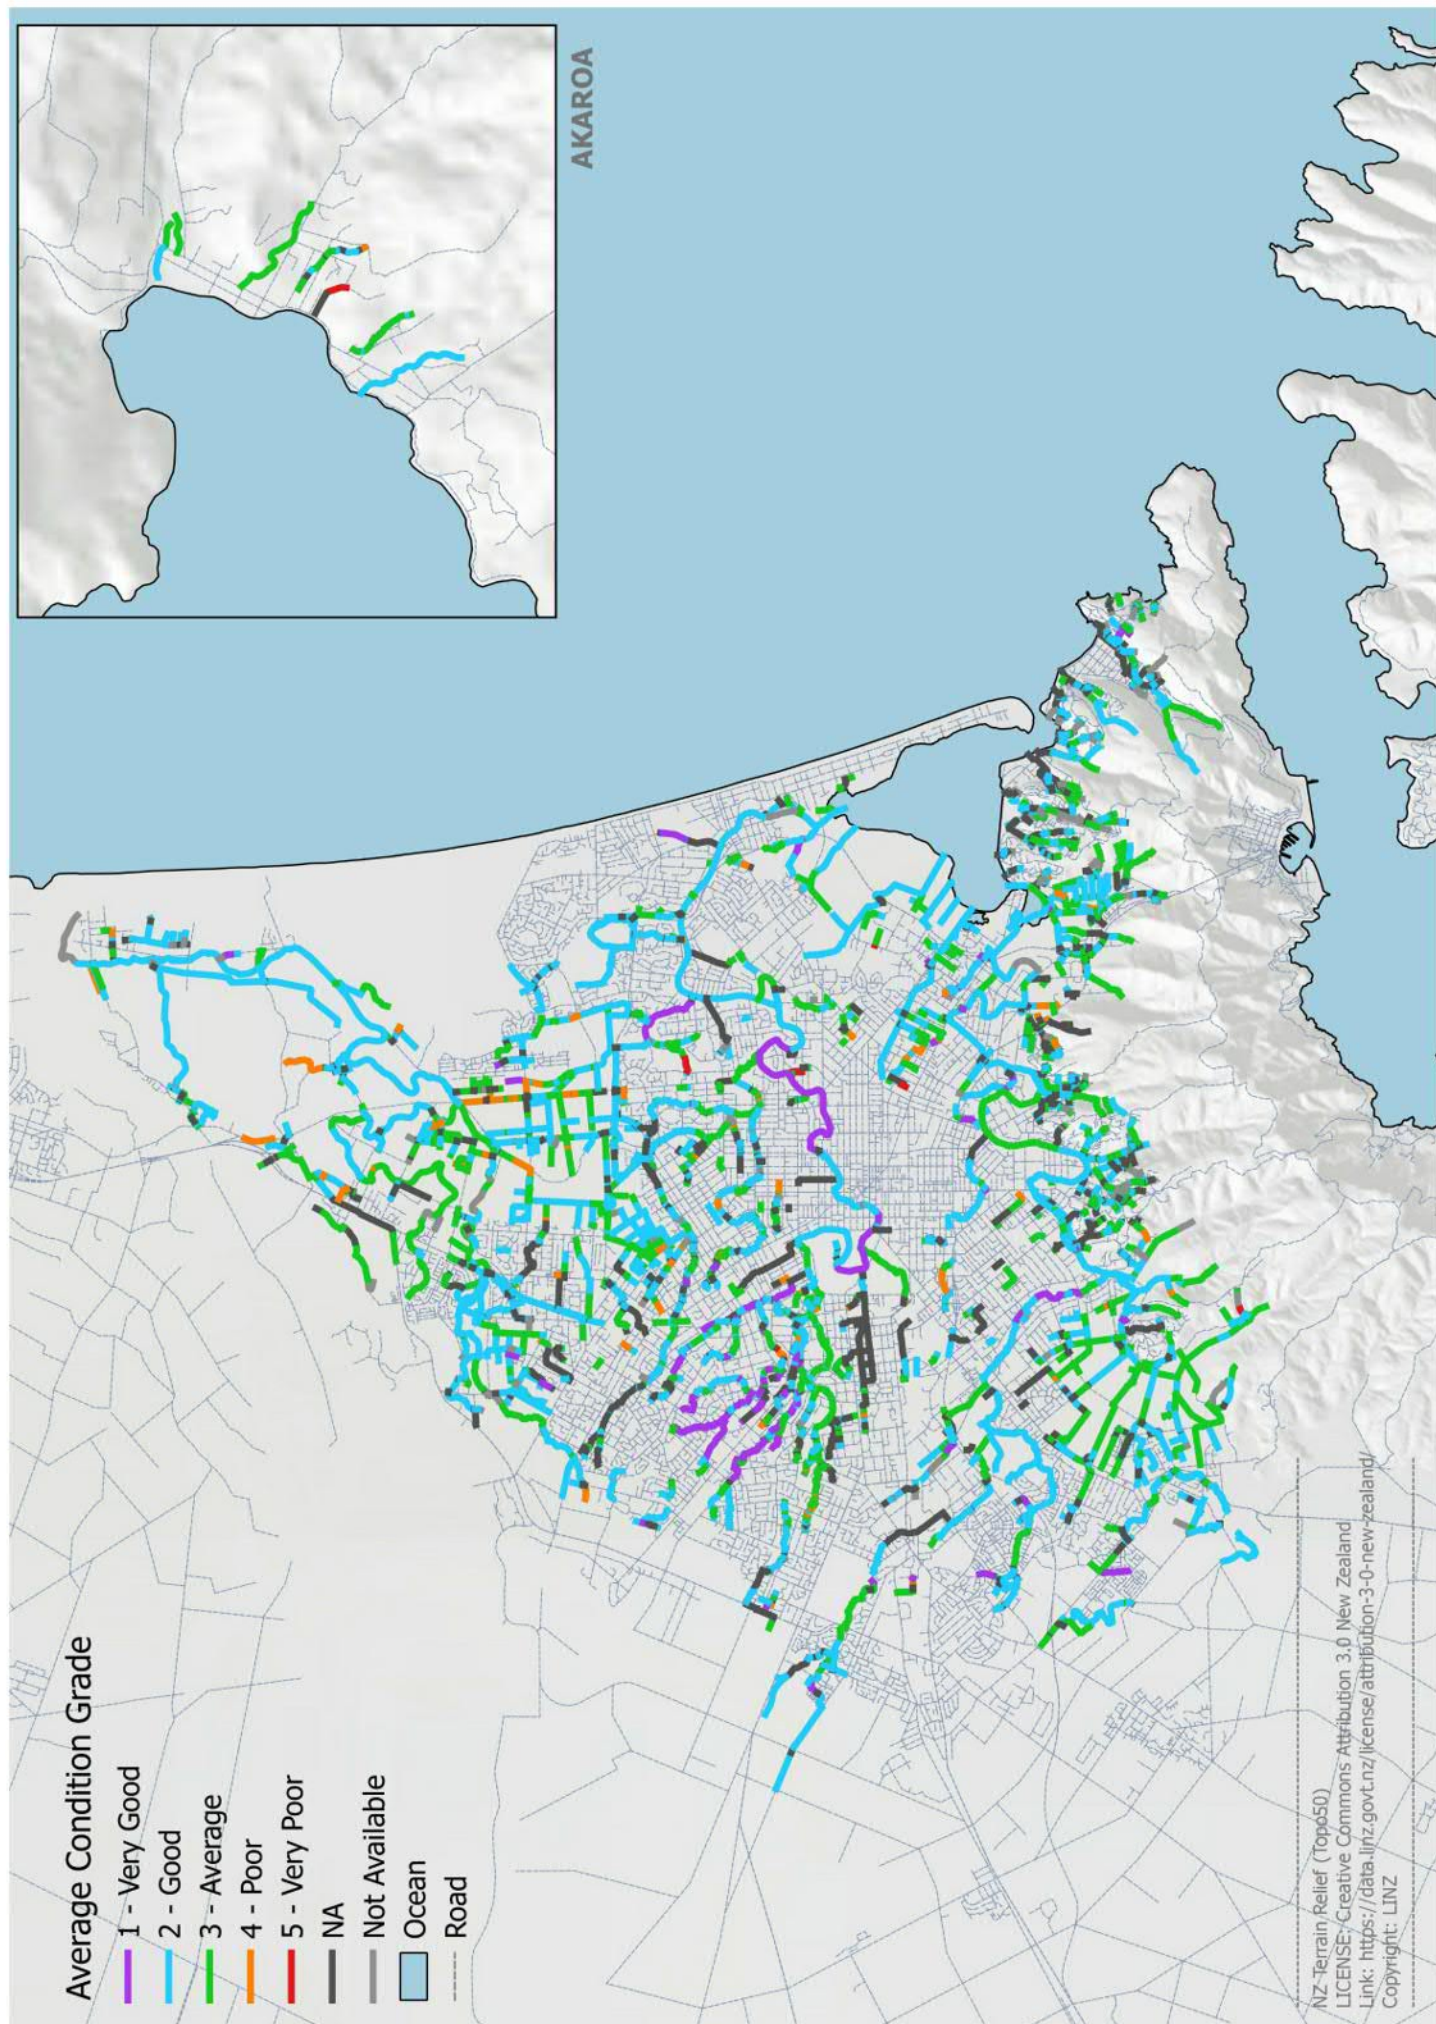 AKAROA
Average Condition Grade
1 - Very Good
2 - Good
3 - Average
4 - Poor
5 - Very Poor
NA
Not Available
Ocean
Road
NZ Terrain Relief (Topo50)
LICENSE: Creative Commons Attribution 3.0 New Zealand
Link: https://data.linz.govt.nz/license/attribution-3-0-new-zealand/
Copyright: LINZ